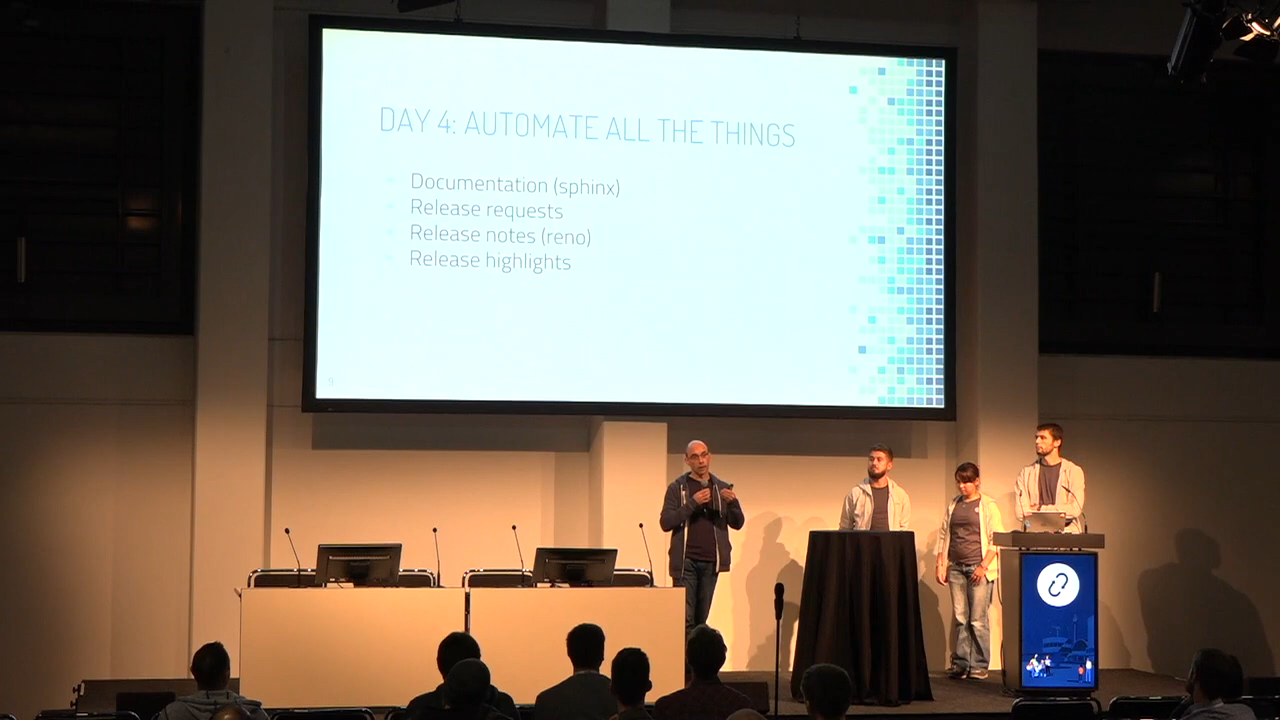 DAY 4: AUTOMATE ALL THE THINGS
Documentation (sphinx)
Release requests
Release notes (reno)
Release highlights